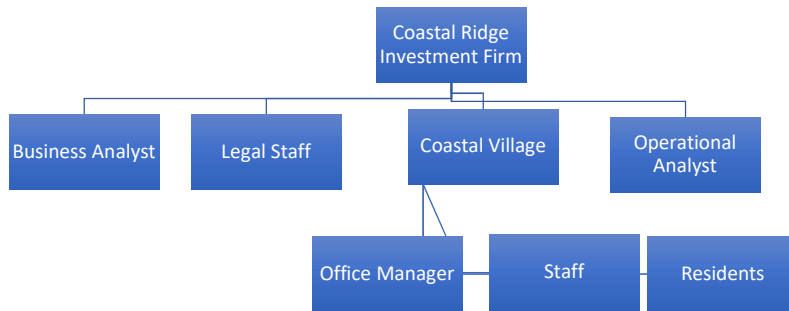 Coastal Ridge
Investment Firm
Business Analyst
Legal Staff
Coastal Village
Operational
Analyst
Office Manager
Staff
Residents